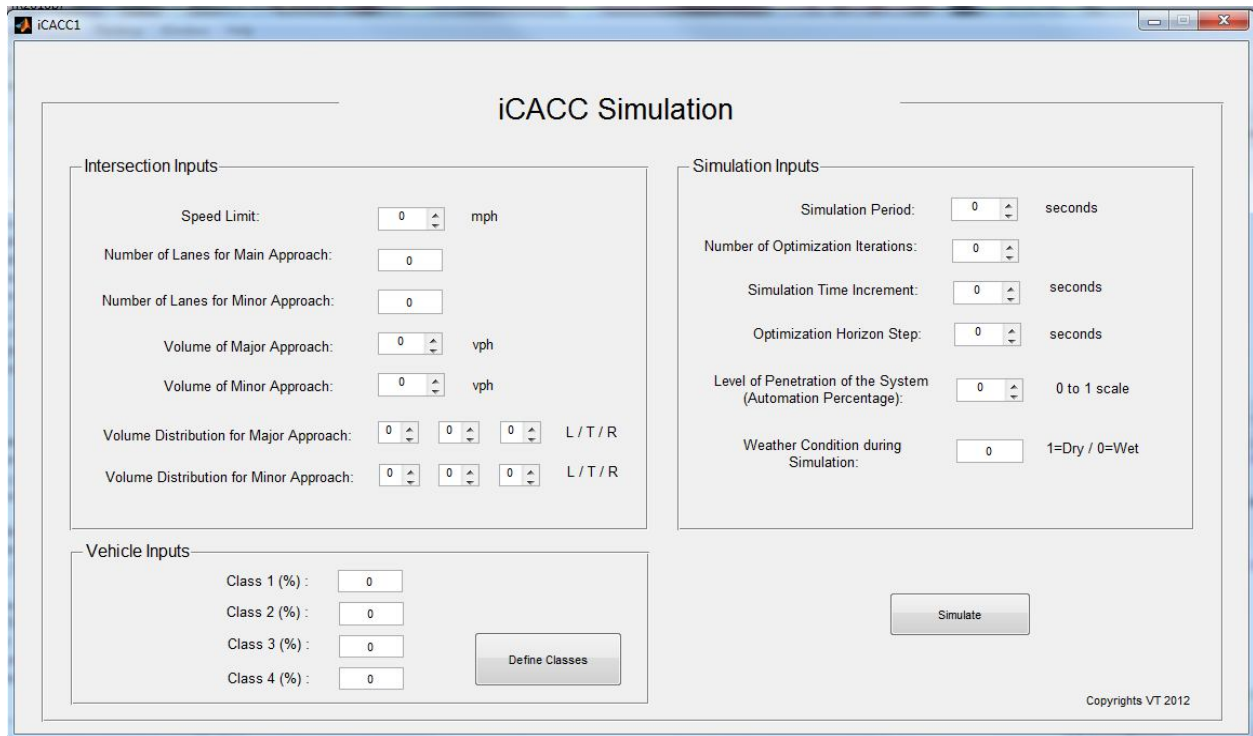 iCACC1
iCACC Simulation
Intersection Inputs
Speed Limit: 0 mph
Number of Lanes for Main Approach: 0
Number of Lanes for Minor Approach: 0
Volume of Major Approach: 0 vph
Volume of Minor Approach: 0 vph
Volume Distribution for Major Approach: 0 0 0 L / T / R
Volume Distribution for Minor Approach: 0 0 0 L / T / R
Simulation Inputs
Simulation Period: 0 seconds
Number of Optimization Iterations: 0
Simulation Time Increment: 0 seconds
Optimization Horizon Step: 0 seconds
Level of Penetration of the System
(Automation Percentage): 0 0 to 1 scale
Weather Condition during
Simulation: 0 1=Dry / 0=Wet
Vehicle Inputs
Class 1 (%) : 0
Class 2 (%) : 0
Class 3 (%) : 0
Class 4 (%) : 0
Define Classes
Simulate
Copyrights VT 2012